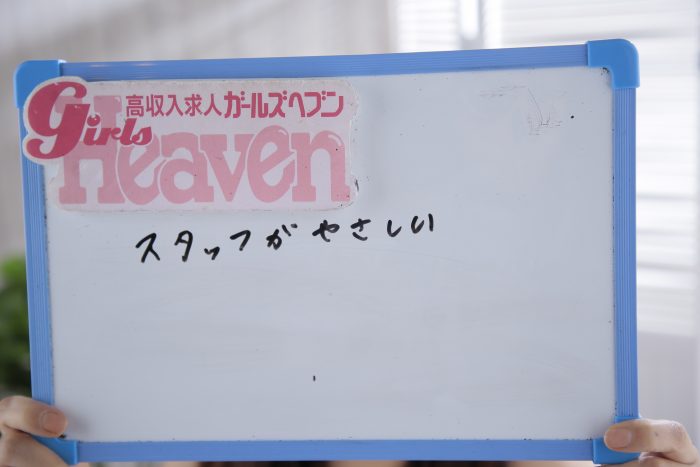 高収入求人ガールズヘブン
Girls
Heaven
スタッフがやさしい